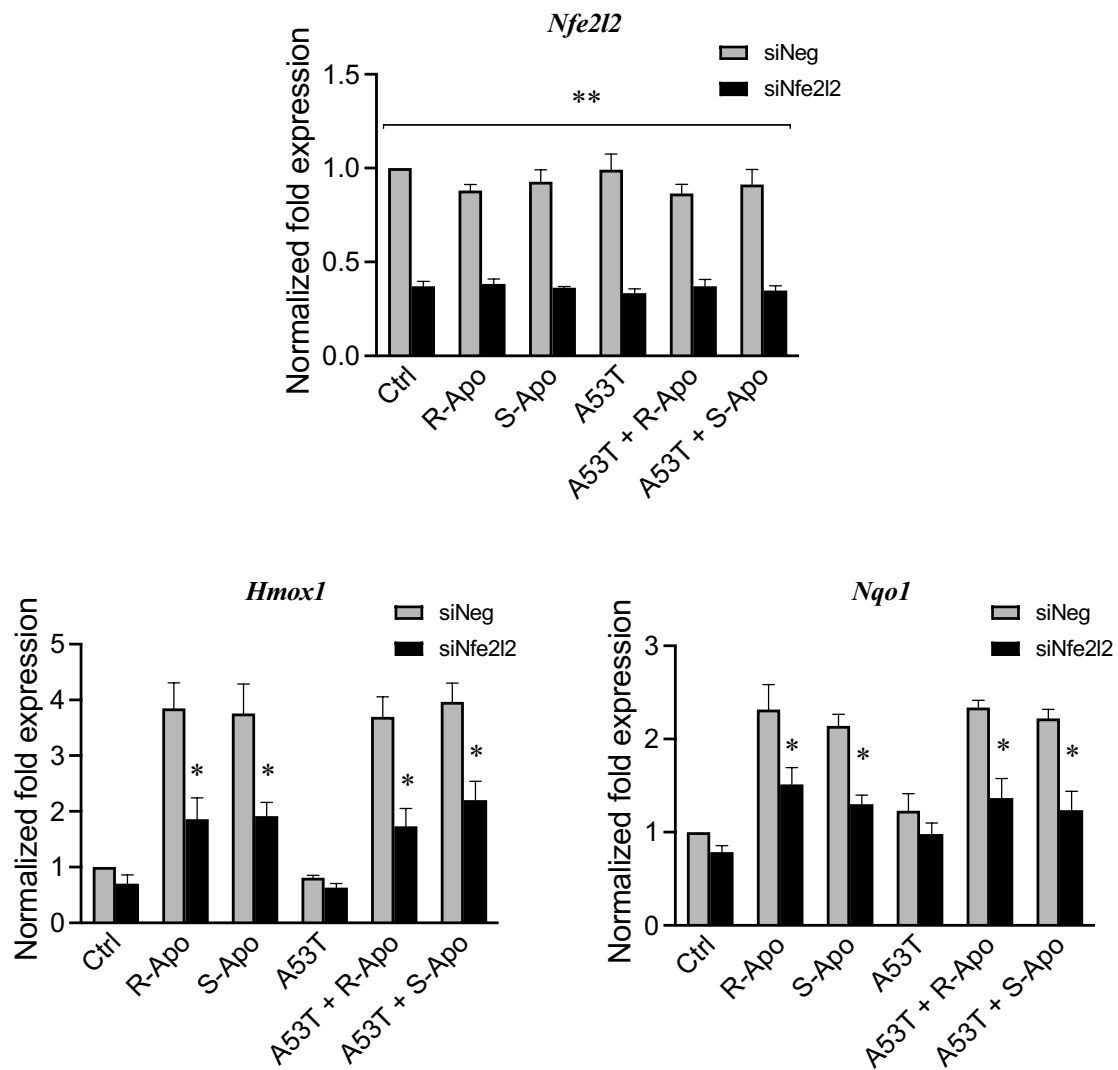 Nfe2l2
siNeg
siNfe2l2
Normalized fold expression
1.5
1.0
0.5
0.0
**
Ctrl
R-Apo
S-Apo
A53T
A53T + R-Apo
A53T + S-Apo
Hmox1
siNeg
siNfe2l2
Normalized fold expression
5
4
3
2
1
0
*
*
*
*
Ctrl
R-Apo
S-Apo
A53T
A53T + R-Apo
A53T + S-Apo
Nqo1
siNeg
siNfe2l2
Normalized fold expression
3
2
1
0
*
*
*
*
Ctrl
R-Apo
S-Apo
A53T
A53T + R-Apo
A53T + S-Apo